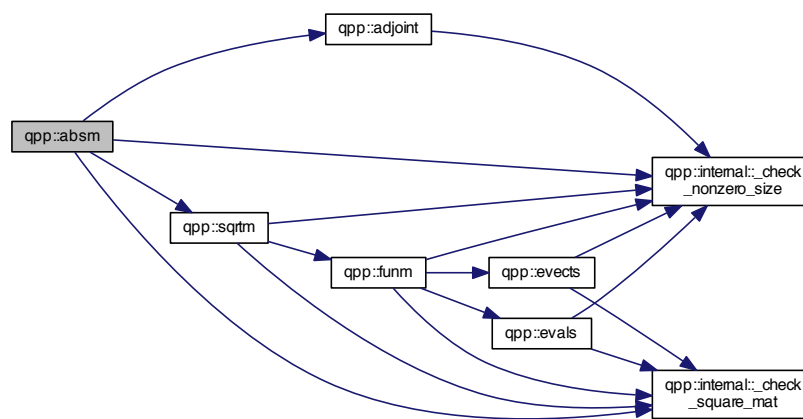 qpp::adjoint
qpp::absm
qpp::internal::_check
_nonzero_size
qpp::sqrtm
qpp::funm
qpp::evects
qpp::evals
qpp::internal::_check
_square_mat